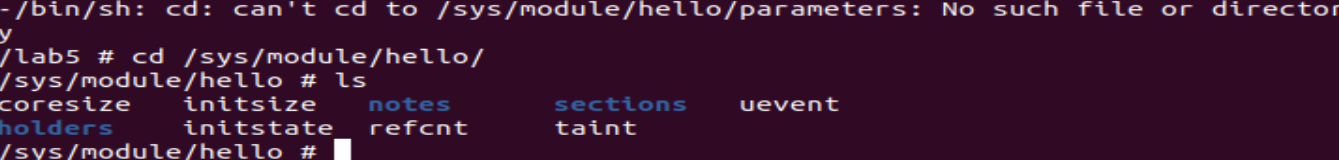 -/bin/sh: cd: can't cd to /sys/module/hello/parameters: No such file or director
y
/lab5 # cd /sys/module/hello/
/sys/module/hello # ls
coresize   initsize   notes      sections   uevent
holders    initstate  refcnt     taint
/sys/module/hello #